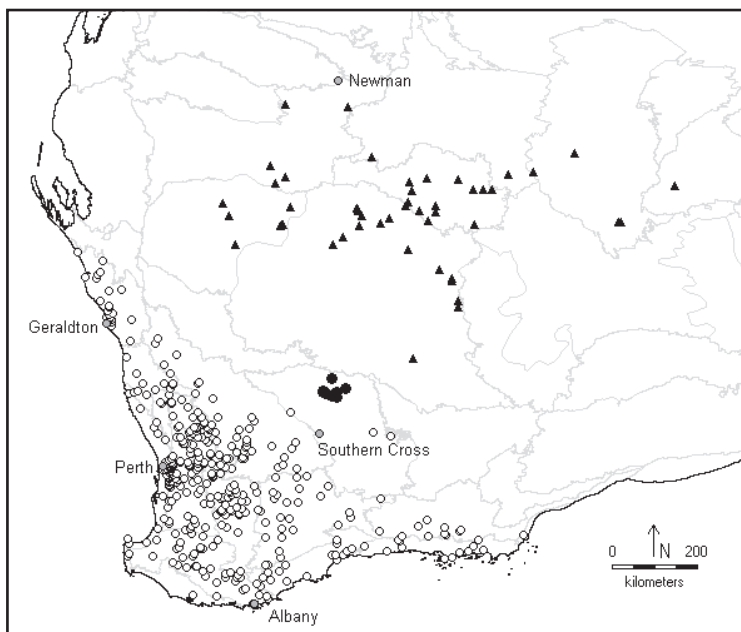 Newman
Geraldton
Southern Cross
Perth
N
0 200
kilometers
Albany